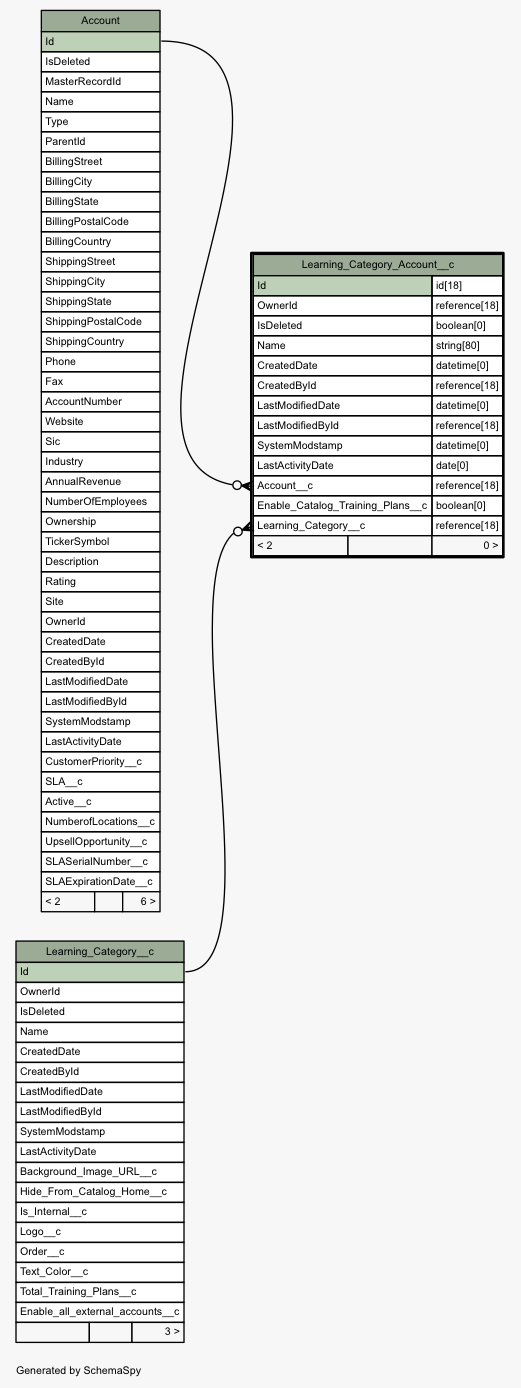 Account
Id
IsDeleted
MasterRecordId
Name
Type
ParentId
BillingStreet
BillingCity
BillingState
BillingPostalCode
BillingCountry
ShippingStreet
ShippingCity
ShippingState
ShippingPostalCode
ShippingCountry
Phone
Fax
AccountNumber
Website
Sic
Industry
AnnualRevenue
NumberOfEmployees
Ownership
TickerSymbol
Description
Rating
Site
OwnerId
CreatedDate
CreatedById
LastModifiedDate
LastModifiedById
SystemModstamp
LastActivityDate
CustomerPriority__c
SLA__c
Active__c
NumberofLocations__c
UpsellOpportunity__c
SLASerialNumber__c
SLAExpirationDate__c
< 2 6 >
Learning_Category_Account__c
Id id[18]
OwnerId reference[18]
IsDeleted boolean[0]
Name string[80]
CreatedDate datetime[0]
CreatedById reference[18]
LastModifiedDate datetime[0]
LastModifiedById reference[18]
SystemModstamp datetime[0]
LastActivityDate date[0]
Account__c reference[18]
Enable_Catalog_Training_Plans__c boolean[0]
Learning_Category__c reference[18]
< 2 0 >
Learning_Category__c
Id
OwnerId
IsDeleted
Name
CreatedDate
CreatedById
LastModifiedDate
LastModifiedById
SystemModstamp
LastActivityDate
Background_Image_URL__c
Hide_From_Catalog_Home__c
Is_Internal__c
Logo__c
Order__c
Text_Color__c
Total_Training_Plans__c
Enable_all_external_accounts__c
3 >
Generated by SchemaSpy